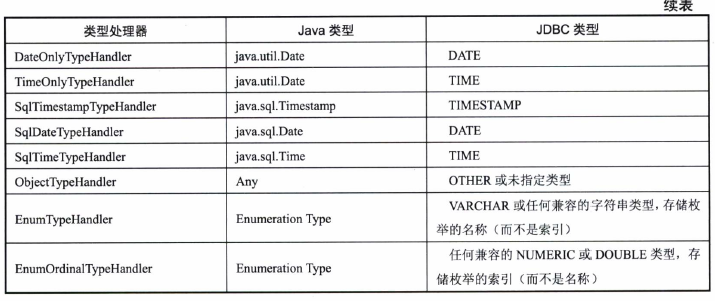 续表
类型处理器 Java 类型 JDBC 类型
DateOnlyTypeHandler java.util.Date DATE
TimeOnlyTypeHandler java.util.Date TIME
SqlTimestampTypeHandler java.sql.Timestamp TIMESTAMP
SqlDateTypeHandler java.sql.Date DATE
SqlTimeTypeHandler java.sql.Time TIME
ObjectTypeHandler Any OTHER 或未指定类型
EnumTypeHandler Enumeration Type VARCHAR 或任何兼容的字符串类型，存储枚
举的名称（而不是索引）
EnumOrdinalTypeHandler Enumeration Type 任何兼容的 NUMERIC 或 DOUBLE 类型，存
储枚举的索引（而不是名称）